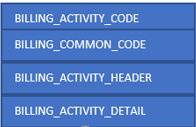 BILLING_ACTIVITY_CODE
BILLING_COMMON_CODE
BILLING_ACTIVITY_HEADER
BILLING_ACTIVITY_DETAIL